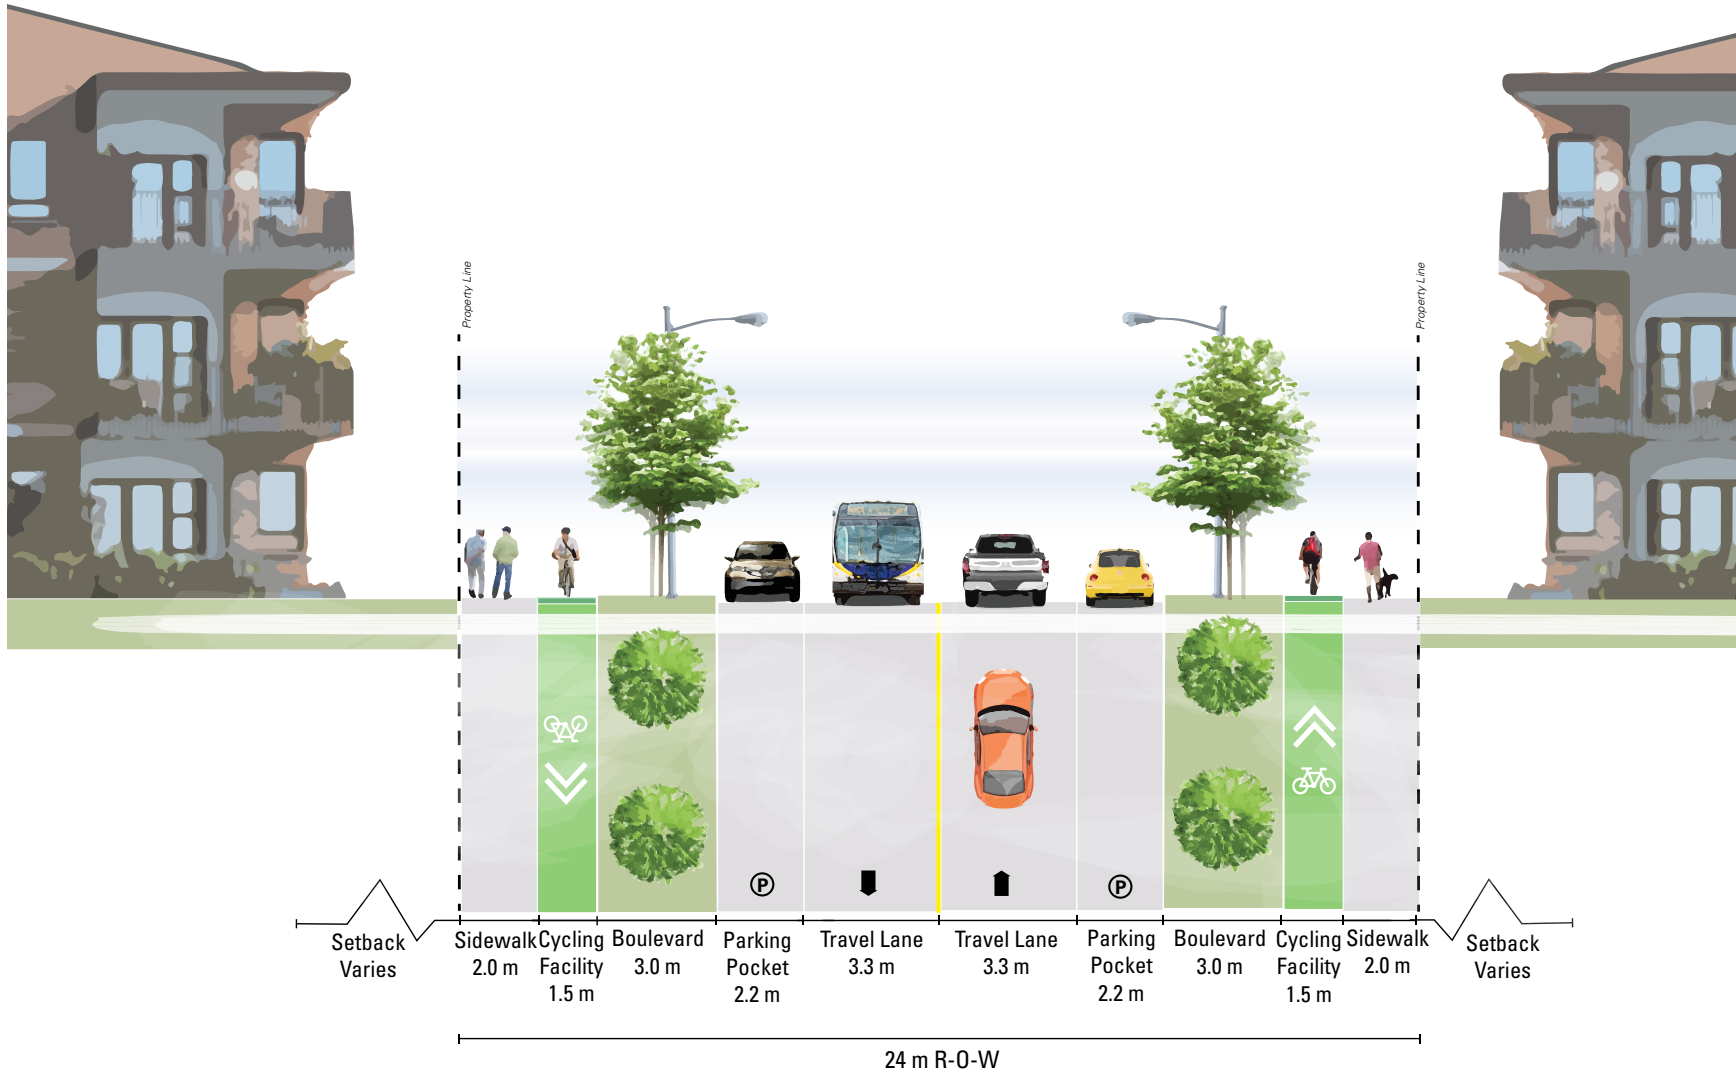 Property Line
Property Line
P
P
Setback
Varies
Sidewalk
2.0 m
Cycling
Facility
1.5 m
Boulevard
3.0 m
Parking
Pocket
2.2 m
Travel Lane
3.3 m
Travel Lane
3.3 m
Parking
Pocket
2.2 m
Boulevard
3.0 m
Cycling
Facility
1.5 m
Sidewalk
2.0 m
Setback
Varies
24 m R-O-W